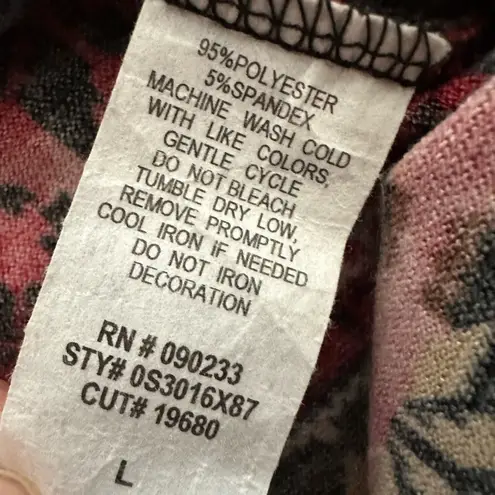 95%POLYESTER
5%SPANDEX
MACHINE WASH COLD
WITH LIKE COLORS,
GENTLE CYCLE
DO NOT BLEACH
TUMBLE DRY LOW,
REMOVE PROMPTLY
COOL IRON IF NEEDED
DO NOT IRON
DECORATION
RN # 090233
STY# 0S3016X87
CUT# 19680
L